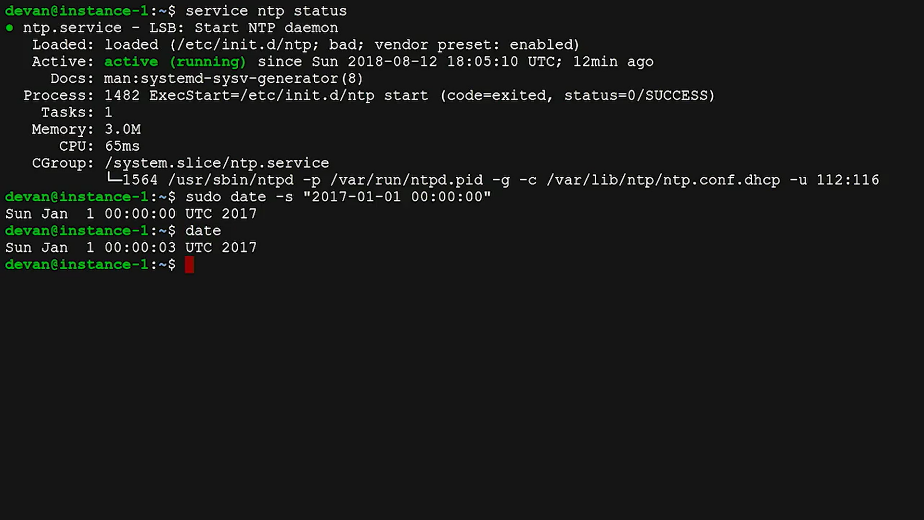 devan@instance-1:~$ service ntp status
● ntp.service - LSB: Start NTP daemon
   Loaded: loaded (/etc/init.d/ntp; bad; vendor preset: enabled)
   Active: active (running) since Sun 2018-08-12 18:05:10 UTC; 12min ago
     Docs: man:systemd-sysv-generator(8)
  Process: 1482 ExecStart=/etc/init.d/ntp start (code=exited, status=0/SUCCESS)
    Tasks: 1
   Memory: 3.0M
      CPU: 65ms
   CGroup: /system.slice/ntp.service
           └─1564 /usr/sbin/ntpd -p /var/run/ntpd.pid -g -c /var/lib/ntp/ntp.conf.dhcp -u 112:116
devan@instance-1:~$ sudo date -s "2017-01-01 00:00:00"
Sun Jan  1 00:00:00 UTC 2017
devan@instance-1:~$ date
Sun Jan  1 00:00:03 UTC 2017
devan@instance-1:~$